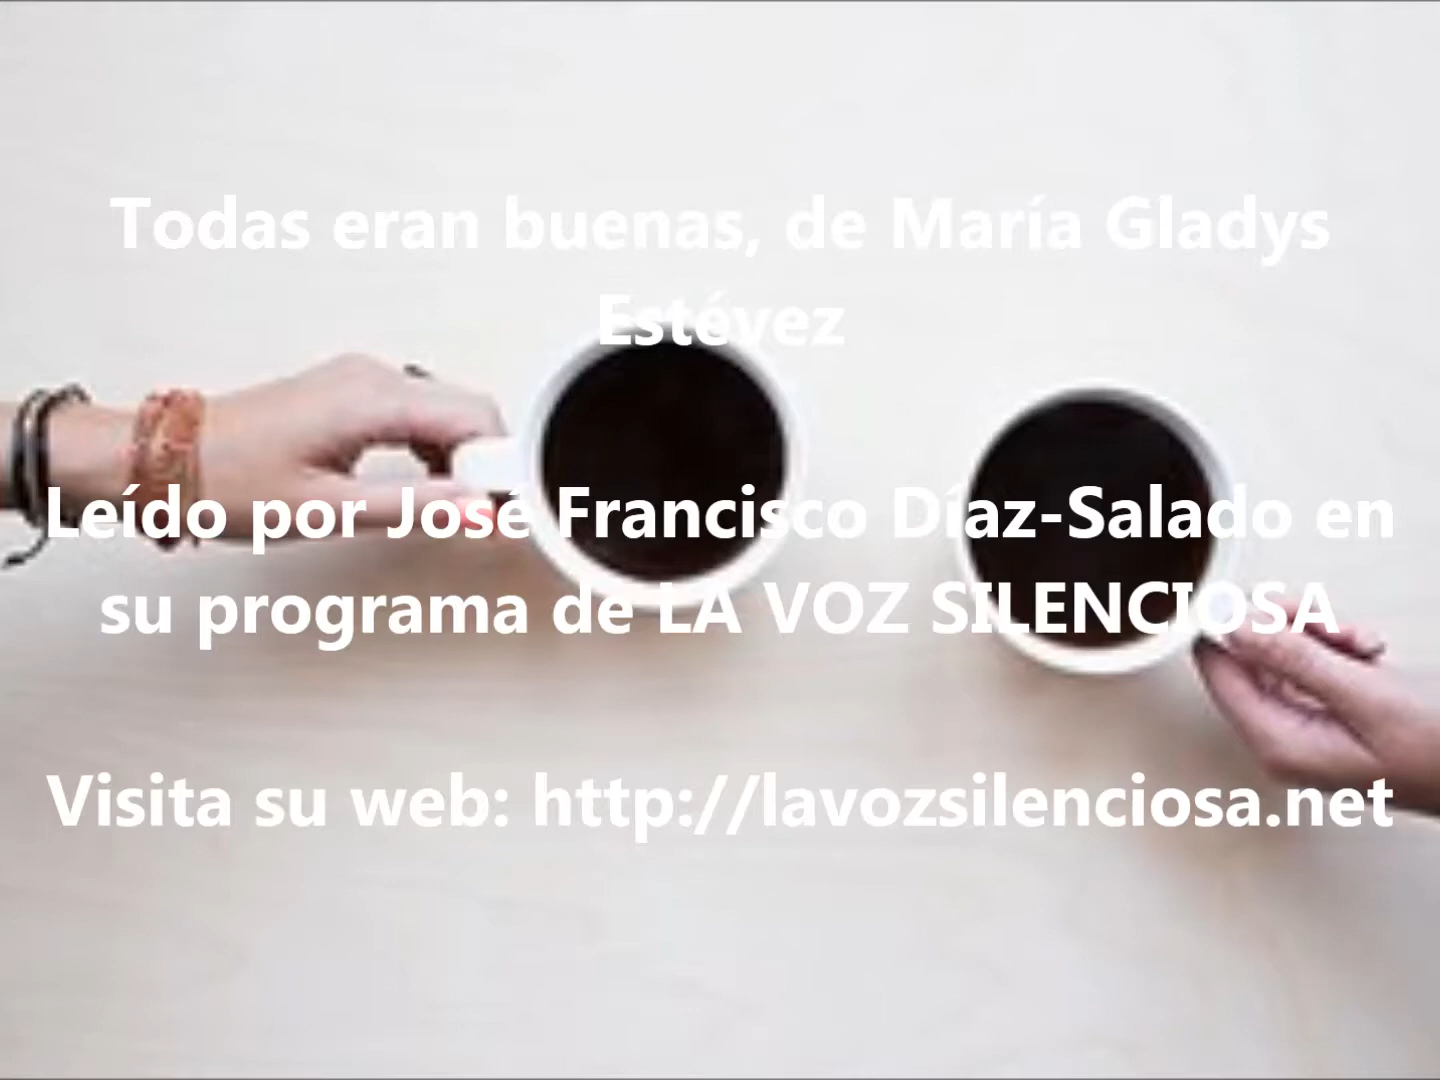 Todas eran buenas, de María Gladys
Estévez
Leído por José Francisco Díaz-Salado en
su programa de LA VOZ SILENCIOSA
Visita su web: http://lavozsilenciosa.net